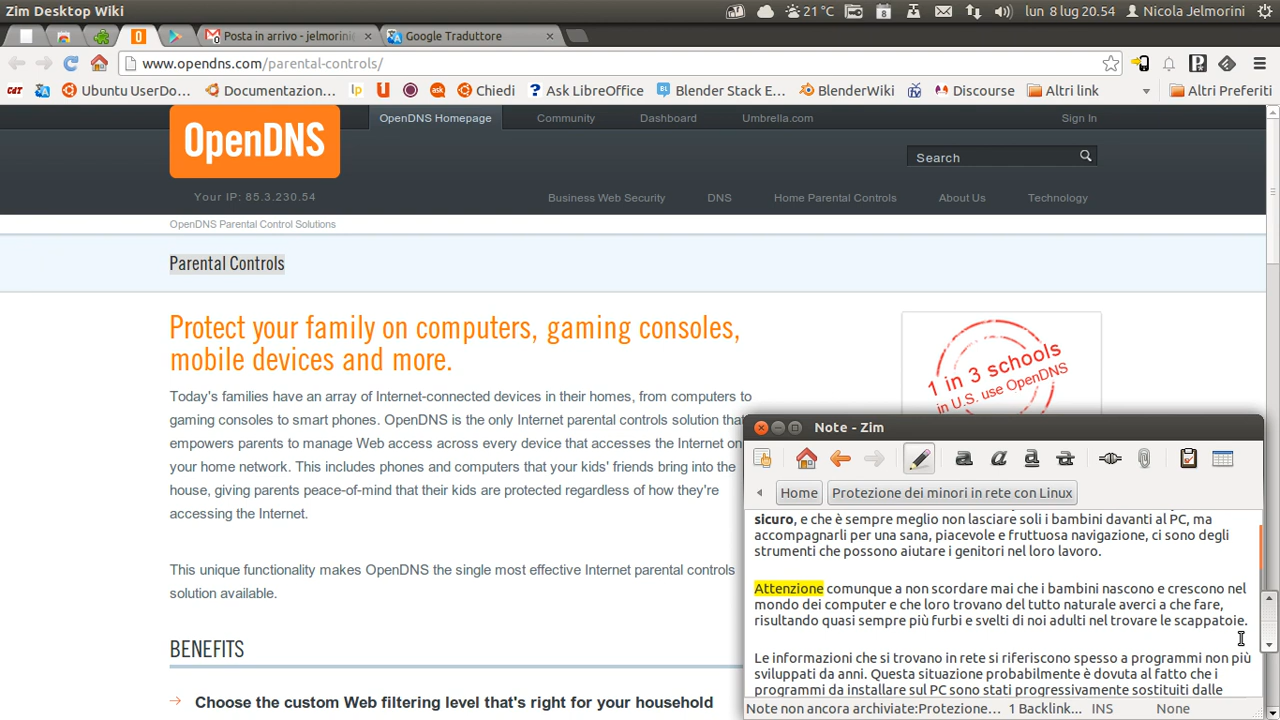 Zim Desktop Wiki
21 °C
lun 8 lug 20.54
Nicola Jelmorini
Posta in arrivo - jelmorini
Google Traduttore
www.opendns.com/parental-controls/
CdT
Ubuntu UserDo...
Documentazion...
lp
U
ask
Chiedi
? Ask LibreOffice
BL
Blender Stack E...
BlenderWiki
Discourse
Altri link
Altri Preferiti
OpenDNS
OpenDNS Homepage
Community
Dashboard
Umbrella.com
Sign In
Search
Your IP: 85.3.230.54
Business Web Security
DNS
Home Parental Controls
About Us
Technology
OpenDNS Parental Control Solutions
Parental Controls
Protect your family on computers, gaming consoles,
mobile devices and more.
Today's families have an array of Internet-connected devices in their homes, from computers to
gaming consoles to smart phones. OpenDNS is the only Internet parental controls solution that
empowers parents to manage Web access across every device that accesses the Internet on
your home network. This includes phones and computers that your kids' friends bring into the
house, giving parents peace-of-mind that their kids are protected regardless of how they're
accessing the Internet.
This unique functionality makes OpenDNS the single most effective Internet parental controls
solution available.
BENEFITS
Choose the custom Web filtering level that's right for your household
1 in 3 schools
in U.S. use OpenDNS
Note - Zim
Home
Protezione dei minori in rete con Linux
sicuro, e che è sempre meglio non lasciare soli i bambini davanti al PC, ma
accompagnarli per una sana, piacevole e fruttuosa navigazione, ci sono degli
strumenti che possono aiutare i genitori nel loro lavoro.
Attenzione comunque a non scordare mai che i bambini nascono e crescono nel
mondo dei computer e che loro trovano del tutto naturale averci a che fare,
risultando quasi sempre più furbi e svelti di noi adulti nel trovare le scappatoie.
Le informazioni che si trovano in rete si riferiscono spesso a programmi non più
sviluppati da anni. Questa situazione probabilmente è dovuta al fatto che i
programmi da installare sul PC sono stati progressivamente sostituiti dalle
Note non ancora archiviate:Protezione...
1 Backlink...
INS
None